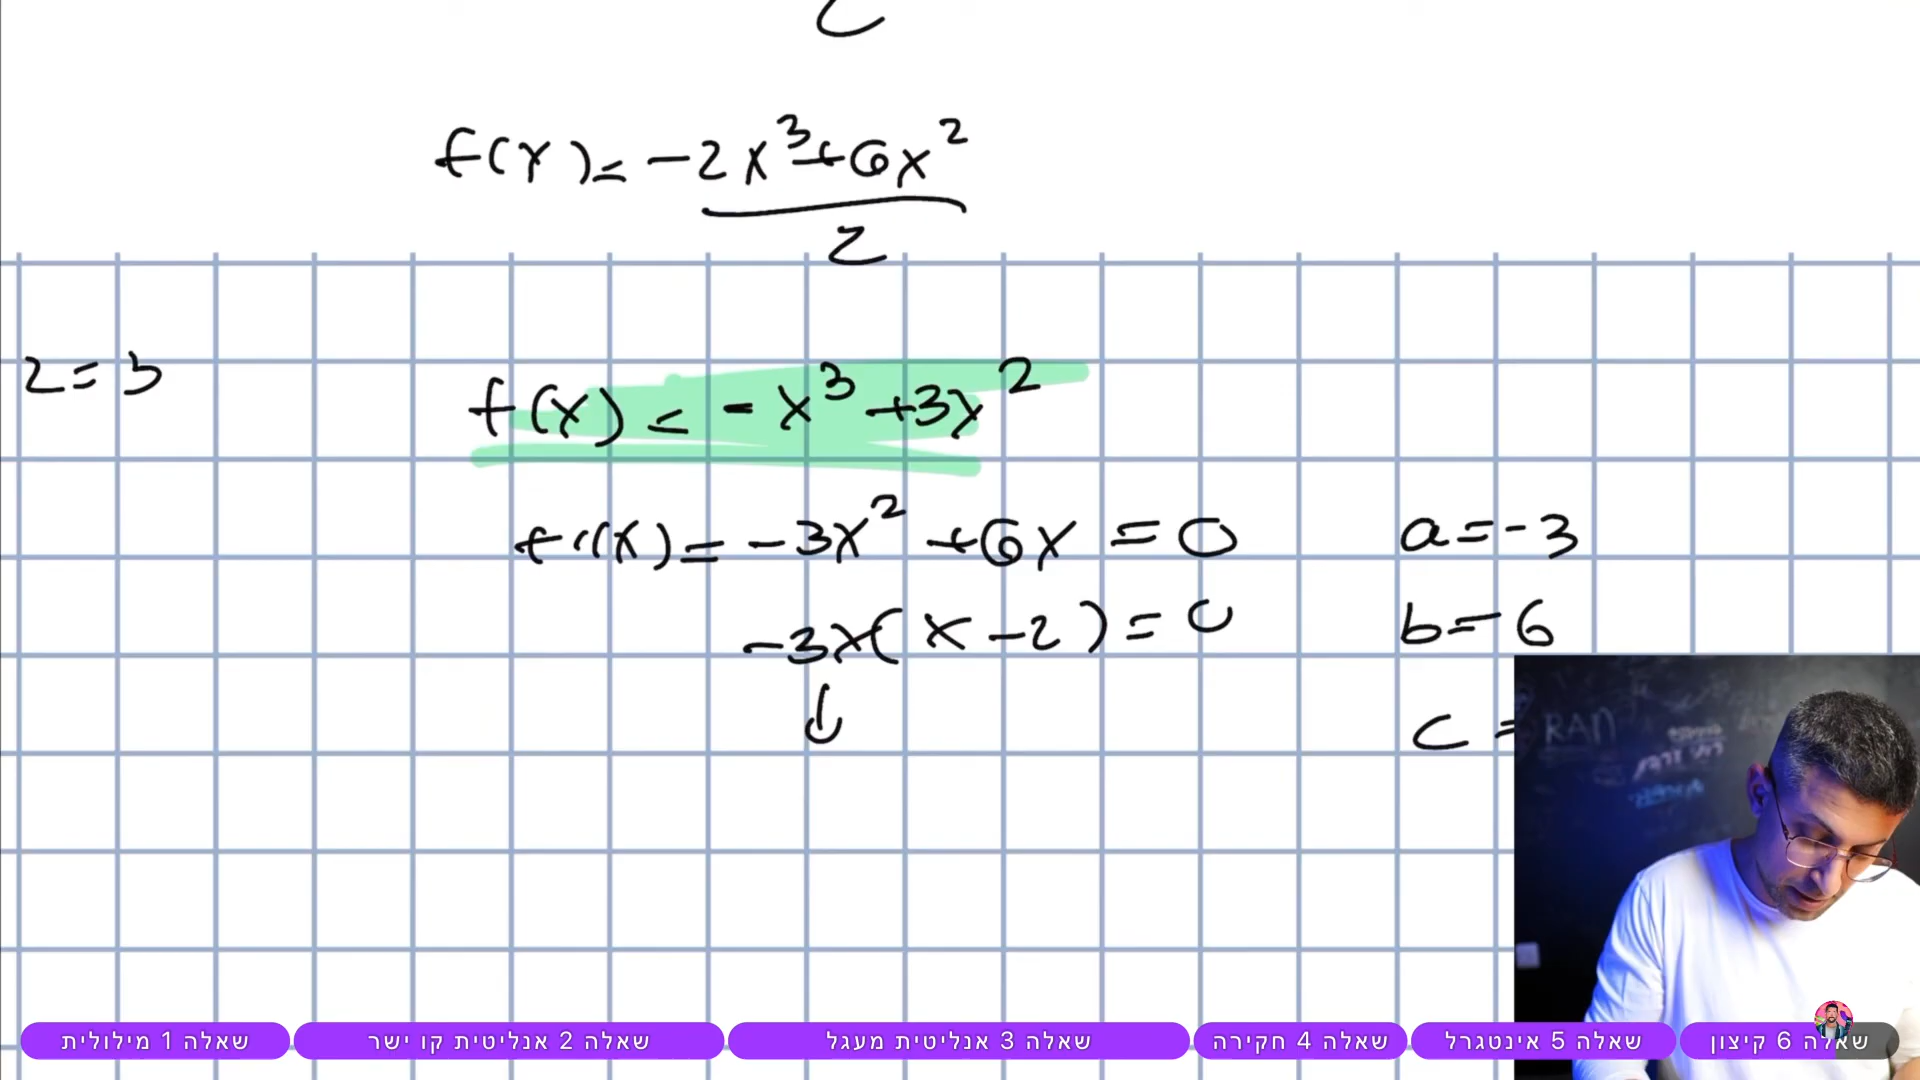 f(x) = -2x³+6x²
2
2 = 3
f(x) = -x³+3x²
f'(x) = -3x²+6x = 0
a = -3
-3x(x-2) = 0
b = 6
c =
RAN
שאלה 1 מילולית
שאלה 2 אנליטית קו ישר
שאלה 3 אנליטית מעגל
שאלה 4 חקירה
שאלה 5 אינטגרל
שאלה 6 קיצון